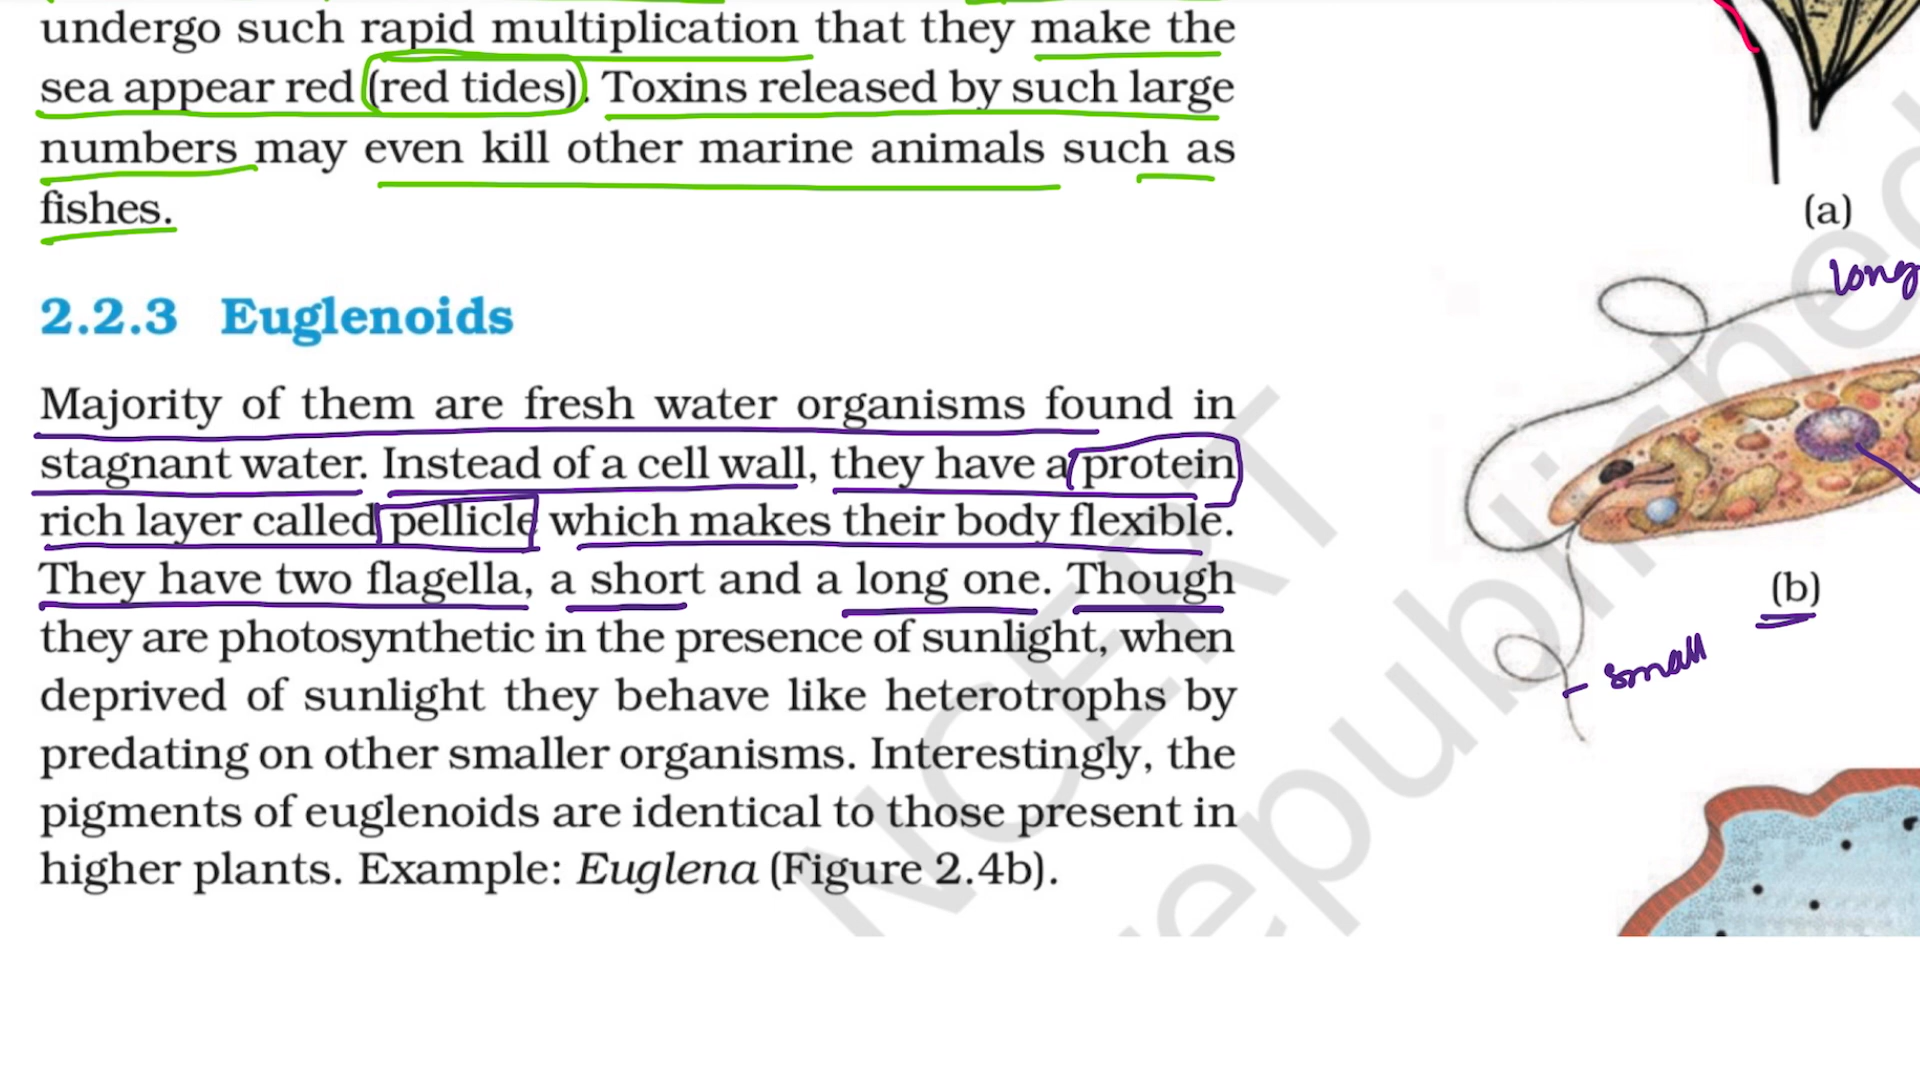 undergo such rapid multiplication that they make the
sea appear red (red tides). Toxins released by such large
numbers may even kill other marine animals such as
fishes.
(a)
2.2.3 Euglenoids
Majority of them are fresh water organisms found in
stagnant water. Instead of a cell wall, they have a protein
rich layer called pellicle which makes their body flexible.
They have two flagella, a short and a long one. Though
they are photosynthetic in the presence of sunlight, when
deprived of sunlight they behave like heterotrophs by
predating on other smaller organisms. Interestingly, the
pigments of euglenoids are identical to those present in
higher plants. Example: Euglena (Figure 2.4b).
long
(b)
small
NCERT
republished